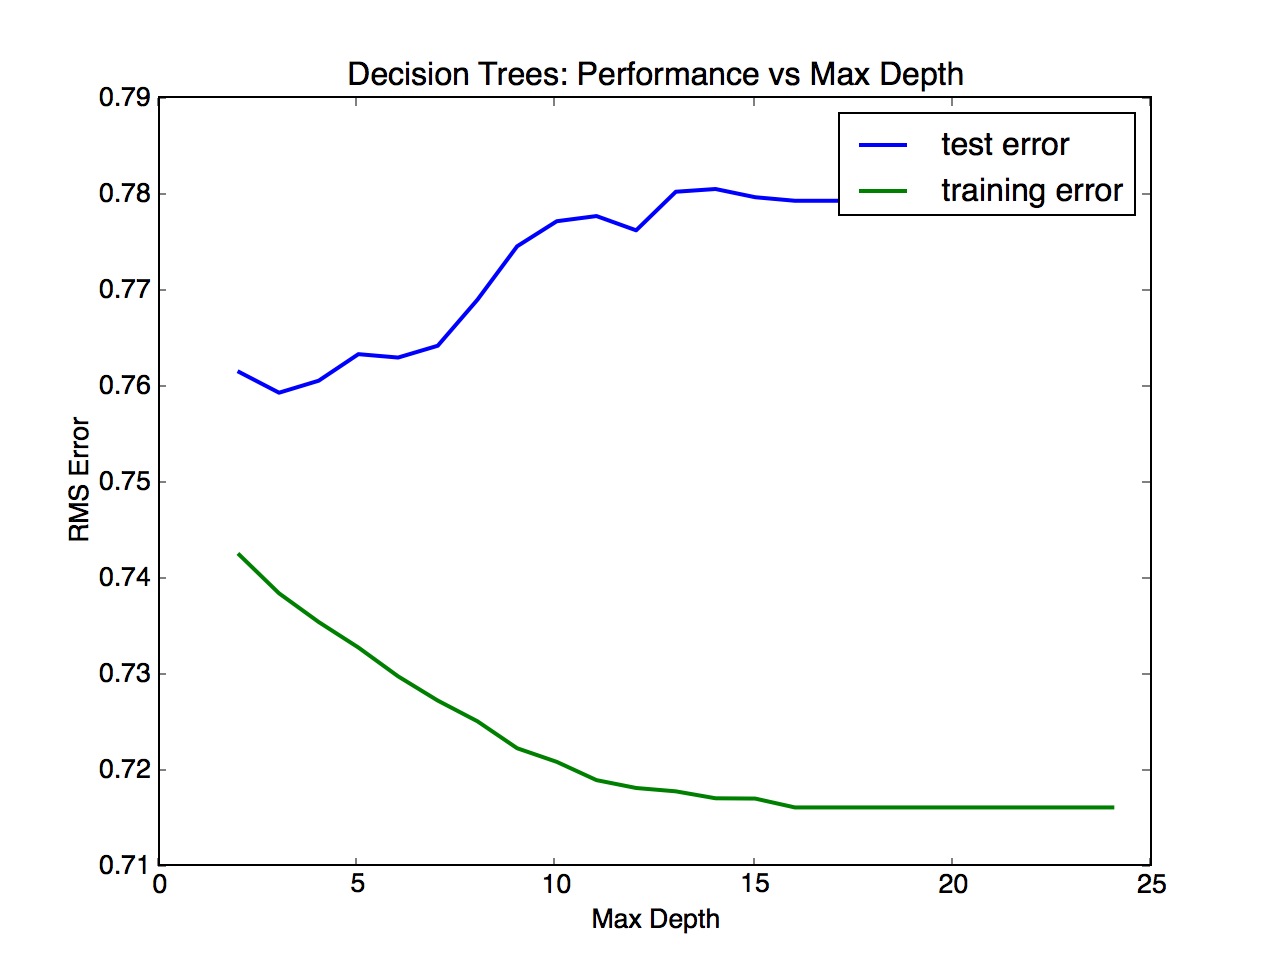 Decision Trees: Performance vs Max Depth
0.79
0.78
0.77
0.76
0.75
0.74
0.73
0.72
0.71
RMS Error
test error
training error
0 5 10 15 20 25
Max Depth